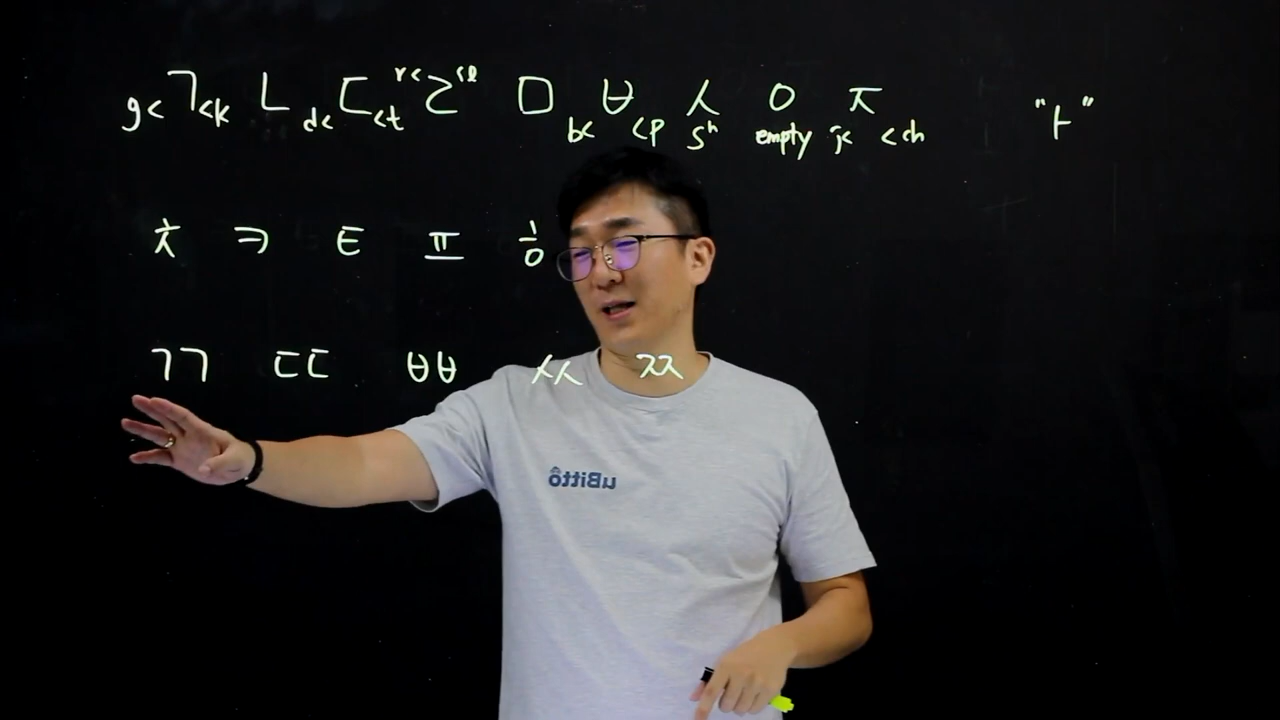 g< ㄱ <k ㄴ d< ㄷ <t r< ㄹ <l ㅁ b< ㅂ <p ㅅ sʰ ㅇ empty j< ㅈ <ch "ㅏ"
ㅊ ㅋ ㅌ ㅍ ㅎ
ㄲ ㄸ ㅃ ㅆ ㅉ
uBitto